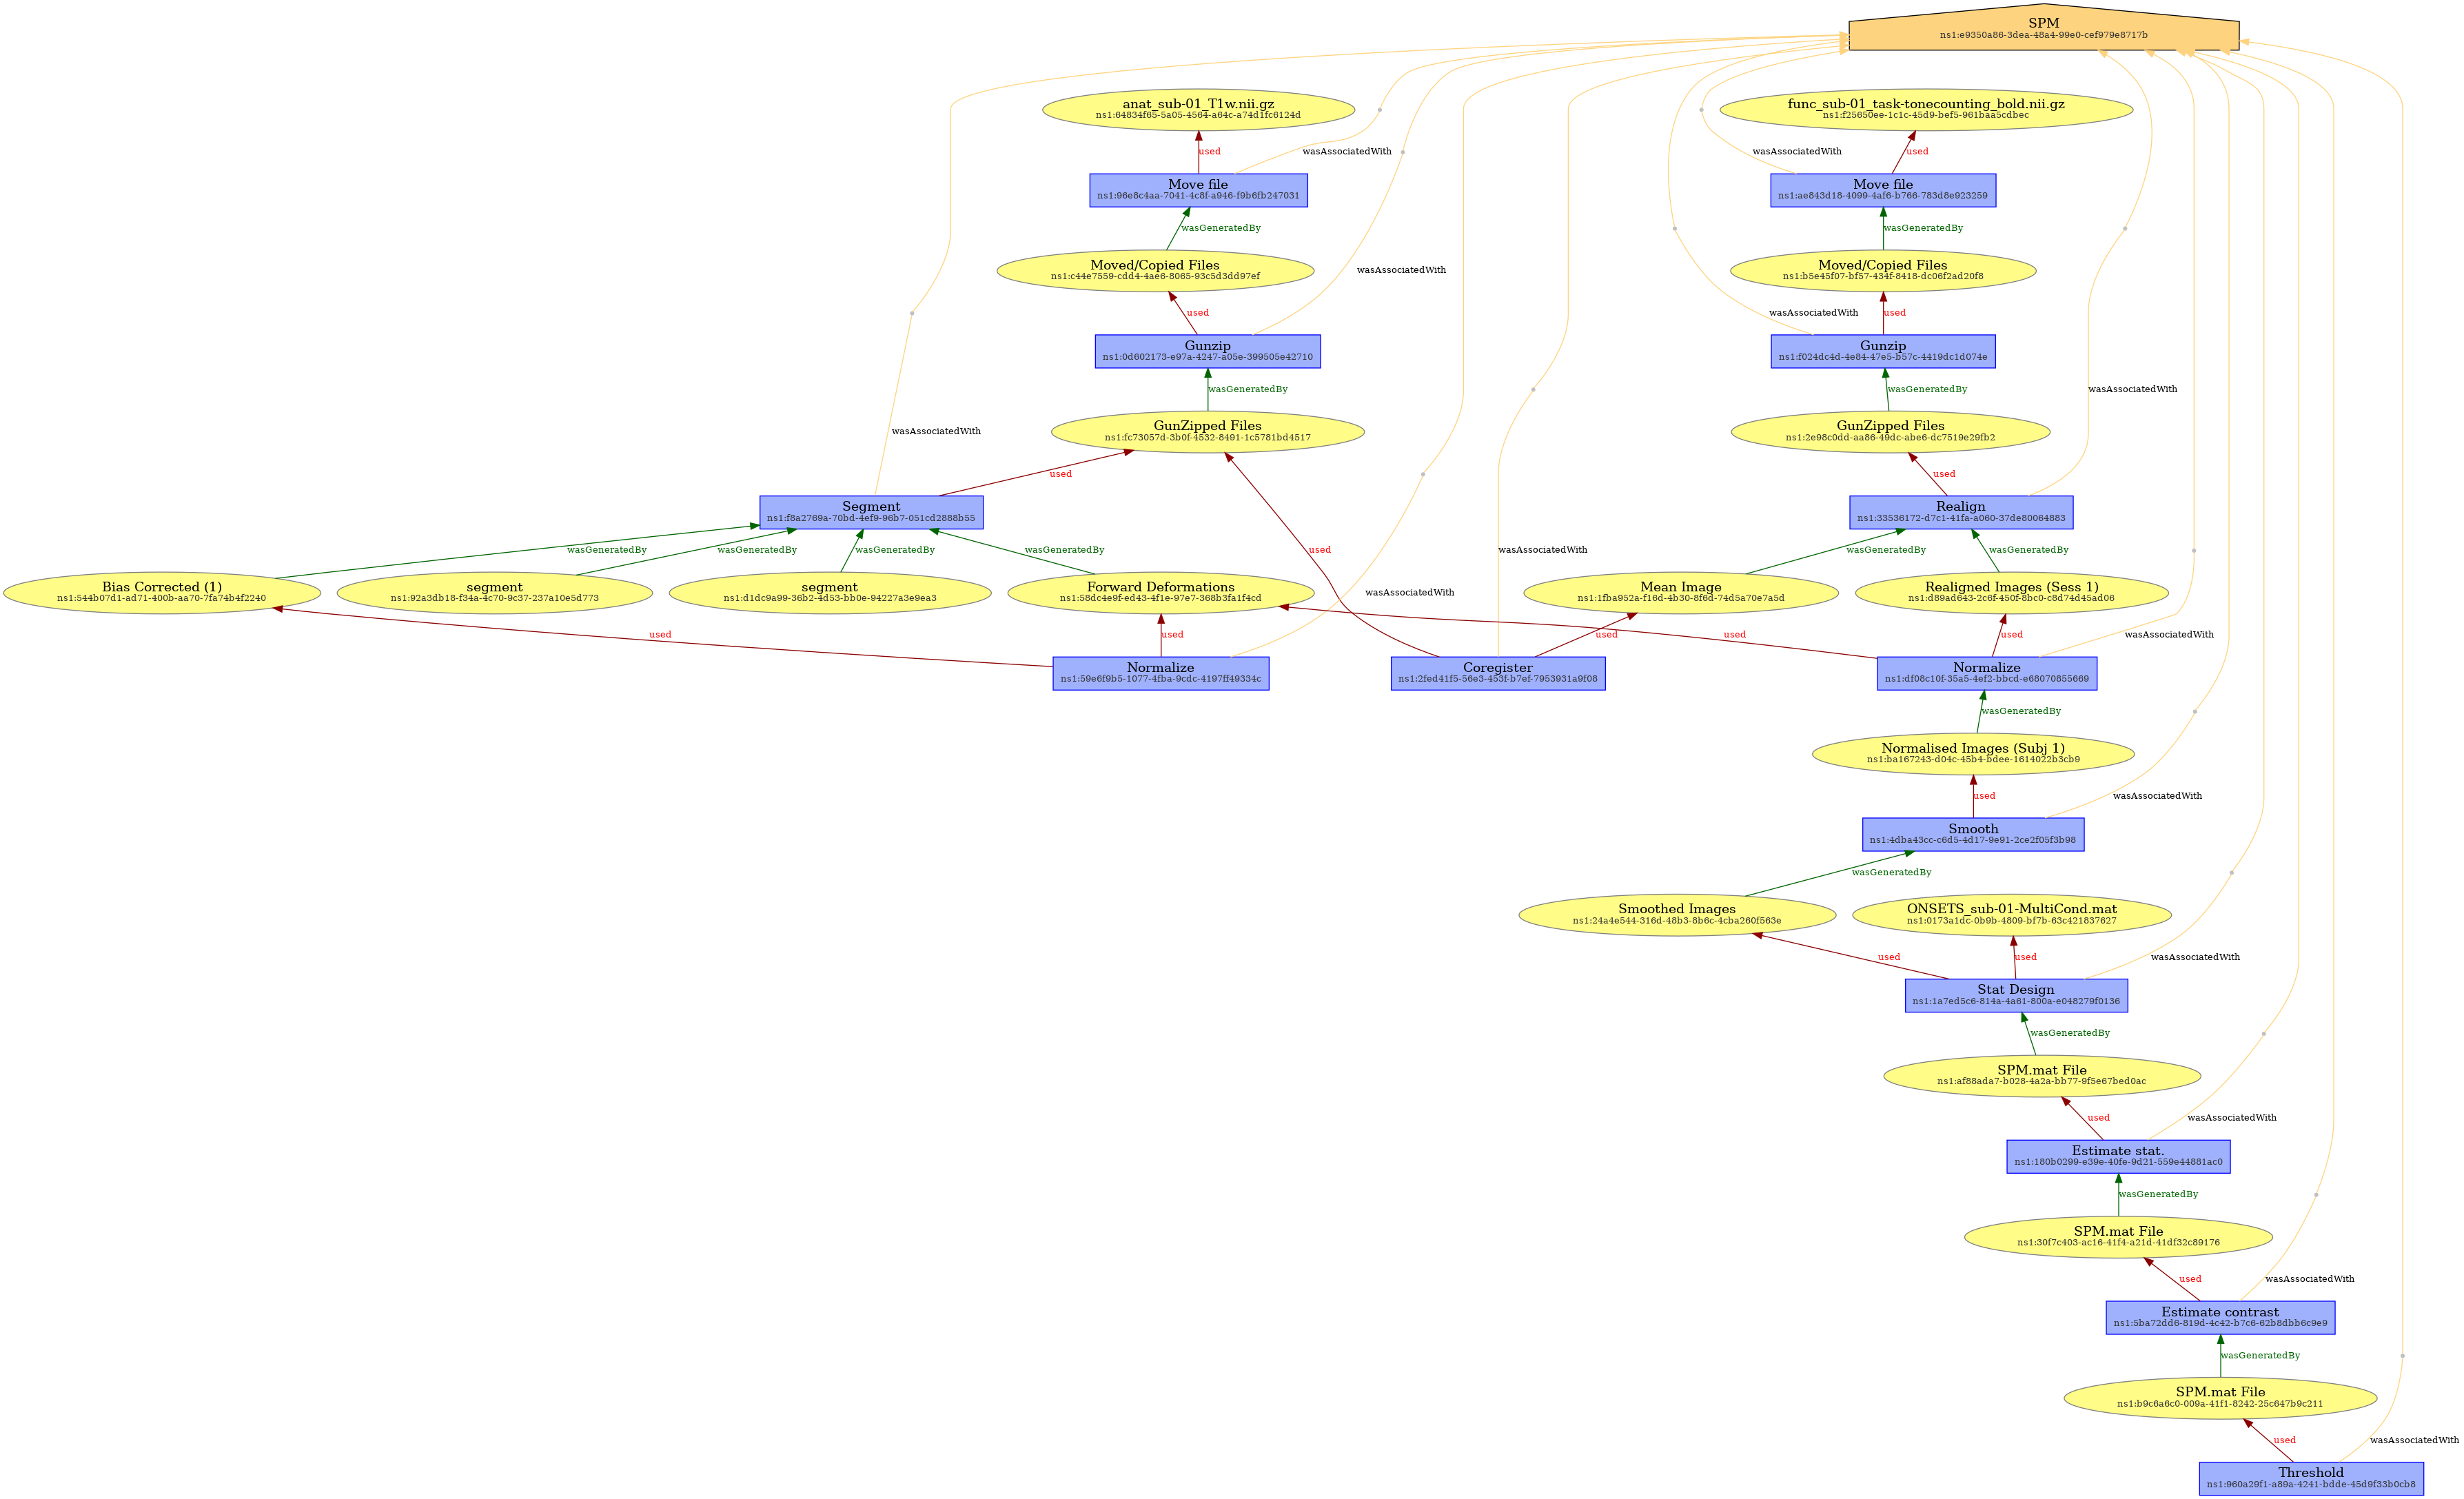 SPM
ns1:e9350a86-3dea-48a4-99e0-cef979e8717b
anat_sub-01_T1w.nii.gz
ns1:64834f65-5a05-4564-a64c-a74d1fc6124d
func_sub-01_task-tonecounting_bold.nii.gz
ns1:f25650ee-1c1c-45d9-bef5-961baa5cdbec
used
wasAssociatedWith
wasAssociatedWith
used
Move file
ns1:96e8c4aa-7041-4c8f-a946-f9b6fb247031
Move file
ns1:ae843d18-4099-4af6-b766-783d8e923259
wasGeneratedBy
wasGeneratedBy
Moved/Copied Files
ns1:c44e7559-cdd4-4ae6-8065-93c5d3dd97ef
wasAssociatedWith
Moved/Copied Files
ns1:b5e45f07-bf57-434f-8418-dc06f2ad20f8
used
wasAssociatedWith
used
Gunzip
ns1:0d602173-e97a-4247-a05e-399505e42710
Gunzip
ns1:f024dc4d-4e84-47e5-b57c-4419dc1d074e
wasGeneratedBy
wasGeneratedBy
wasAssociatedWith
wasAssociatedWith
GunZipped Files
ns1:fc73057d-3b0f-4532-8491-1c5781bd4517
GunZipped Files
ns1:2e98c0dd-aa86-49dc-abe6-dc7519e29fb2
used
used
Segment
ns1:f8a2769a-70bd-4ef9-96b7-051cd2888b55
Realign
ns1:33536172-d7c1-41fa-a060-37de80064883
wasGeneratedBy
wasGeneratedBy
wasGeneratedBy
wasGeneratedBy
used
wasAssociatedWith
wasGeneratedBy
wasGeneratedBy
Bias Corrected (1)
ns1:544b07d1-ad71-400b-aa70-7fa74b4f2240
segment
ns1:92a3db18-f34a-4c70-9c37-237a10e5d773
segment
ns1:d1dc9a99-36b2-4d53-bb0e-94227a3e9ea3
Forward Deformations
ns1:58dc4e9f-ed43-4f1e-97e7-368b3fa1f4cd
wasAssociatedWith
Mean Image
ns1:1fba952a-f16d-4b30-8f6d-74d5a70e7a5d
Realigned Images (Sess 1)
ns1:d89ad643-2c6f-450f-8bc0-c8d74d45ad06
used
used
used
used
used
wasAssociatedWith
Normalize
ns1:59e6f9b5-1077-4fba-9cdc-4197ff49334c
Coregister
ns1:2fed41f5-56e3-453f-b7ef-7953931a9f08
Normalize
ns1:df08c10f-35a5-4ef2-bbcd-e68070855669
wasGeneratedBy
Normalised Images (Subj 1)
ns1:ba167243-d04c-45b4-bdee-1614022b3cb9
used
wasAssociatedWith
Smooth
ns1:4dba43cc-c6d5-4d17-9e91-2ce2f05f3b98
wasGeneratedBy
Smoothed Images
ns1:24a4e544-316d-48b3-8b6c-4cba260f563e
ONSETS_sub-01-MultiCond.mat
ns1:0173a1dc-0b9b-4809-bf7b-63c421837627
used
used
wasAssociatedWith
Stat Design
ns1:1a7ed5c6-814a-4a61-800a-e048279f0136
wasGeneratedBy
SPM.mat File
ns1:af88ada7-b028-4a2a-bb77-9f5e67bed0ac
used
wasAssociatedWith
Estimate stat.
ns1:180b0299-e39e-40fe-9d21-559e44881ac0
wasGeneratedBy
SPM.mat File
ns1:30f7c403-ac16-41f4-a21d-41df32c89176
used
wasAssociatedWith
Estimate contrast
ns1:5ba72dd6-819d-4c42-b7c6-62b8dbb6c9e9
wasGeneratedBy
SPM.mat File
ns1:b9c6a6c0-009a-41f1-8242-25c647b9c211
used
wasAssociatedWith
Threshold
ns1:960a29f1-a89a-4241-bdde-45d9f33b0cb8